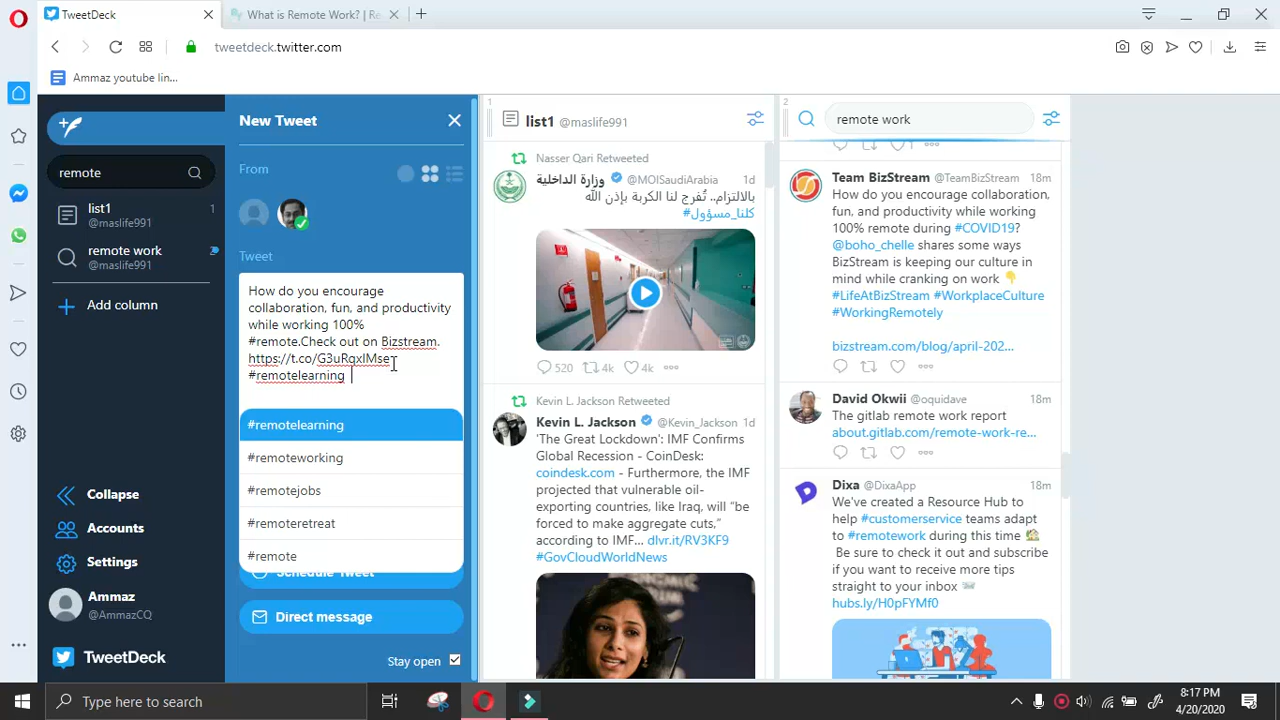 TweetDeck
What is Remote Work? | Re
tweetdeck.twitter.com
Ammaz youtube lin...
remote
list1
@maslife991
1
remote work
@maslife991
Add column
Collapse
Accounts
Settings
Ammaz
@AmmazCQ
TweetDeck
New Tweet
From
Tweet
How do you encourage
collaboration, fun, and productivity
while working 100%
#remote.Check out on Bizstream.
https://t.co/G3uRqxIMse
#remotelearning
#remotelearning
#remoteworking
#remotejobs
#remoteretreat
#remote
Schedule Tweet
Direct message
Stay open
1
list1 @maslife991
Nasser Qari Retweeted
وزارة الداخلية @MOISaudiArabia 1d
بالالتزام.. تُفرج لنا الكربة بإذن الله
#كلنا_مسؤول
520 4k 4k
Kevin L. Jackson Retweeted
Kevin L. Jackson @Kevin_Jackson 1d
'The Great Lockdown': IMF Confirms
Global Recession - CoinDesk:
coindesk.com - Furthermore, the IMF
projected that vulnerable oil-
exporting countries, like Iraq, will "be
forced to make aggregate cuts,"
according to IMF... dlvr.it/RV3KF9
#GovCloudWorldNews
2
remote work
1
Team BizStream @TeamBizStream 18m
How do you encourage collaboration,
fun, and productivity while working
100% remote during #COVID19?
@boho_chelle shares some ways
BizStream is keeping our culture in
mind while cranking on work 👇
#LifeAtBizStream #WorkplaceCulture
#WorkingRemotely
bizstream.com/blog/april-202...
David Okwii @oquidave 18m
The gitlab remote work report
about.gitlab.com/remote-work-re...
Dixa @DixaApp 18m
We've created a Resource Hub to
help #customerservice teams adapt
to #remotework during this time 🏡
Be sure to check it out and subscribe
if you want to receive more tips
straight to your inbox 📨
hubs.ly/H0pFYMf0
Type here to search
8:17 PM
4/20/2020